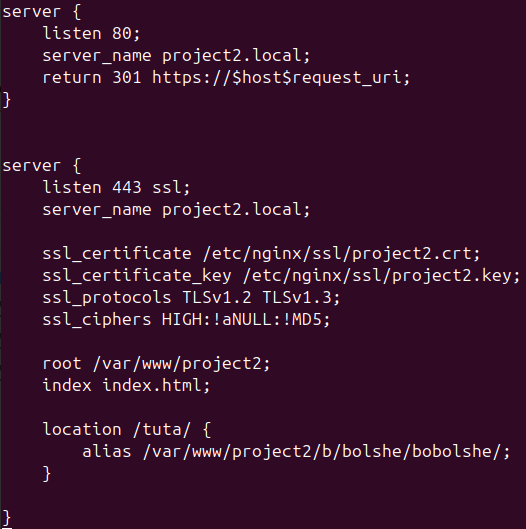 server {
    listen 80;
    server_name project2.local;
    return 301 https://$host$request_uri;
}
server {
    listen 443 ssl;
    server_name project2.local;
    ssl_certificate /etc/nginx/ssl/project2.crt;
    ssl_certificate_key /etc/nginx/ssl/project2.key;
    ssl_protocols TLSv1.2 TLSv1.3;
    ssl_ciphers HIGH:!aNULL:!MD5;
    root /var/www/project2;
    index index.html;
    location /tuta/ {
        alias /var/www/project2/b/bolshe/bobolshe/;
    }
}